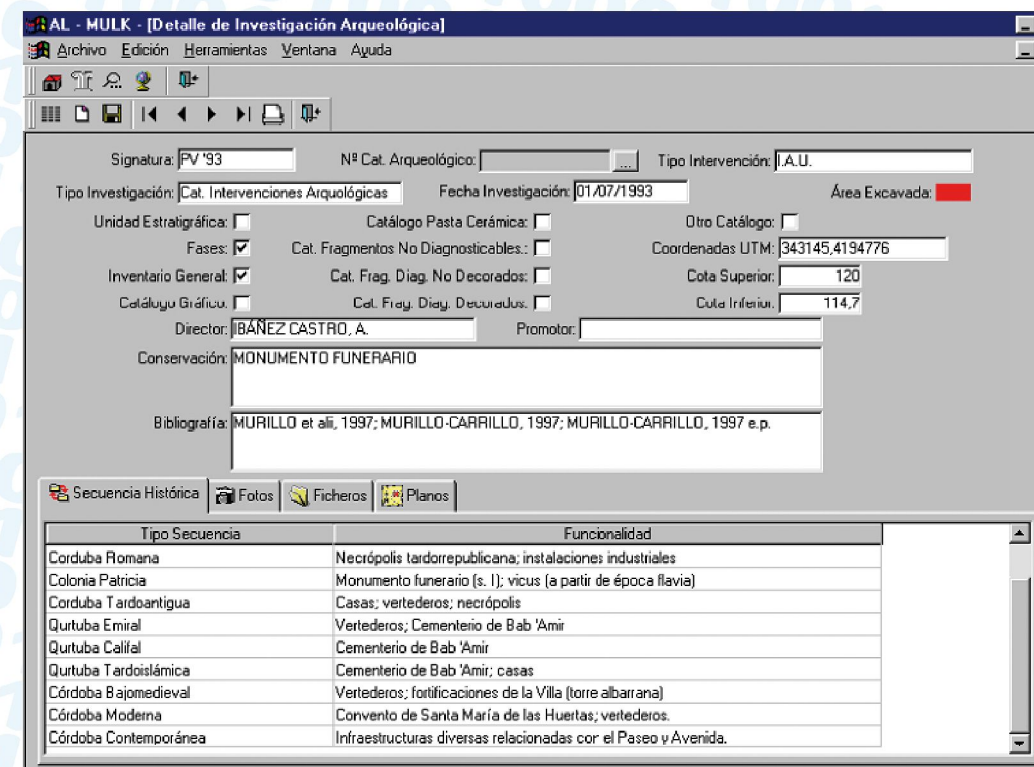 AL - MULK - [Detalle de Investigación Arqueológica]
Archivo Edición Herramientas Ventana Ayuda
Signatura: PV '93 Nº Cat. Arqueológico: ... Tipo Intervención: I.A.U.
Tipo Investigación: Cat. Intervenciones Arqueológicas Fecha Investigación: 01/07/1993 Área Excavada:
Unidad Estratigráfica: Catálogo Pasta Cerámica: Otro Catálogo:
Fases: Cat. Fragmentos No Diagnosticables.: Coordenadas UTM: 343145,4194776
Inventario General: Cat. Frag. Diag. No Decorados: Cota Superior: 120
Catálogo Gráfico: Cat. Frag. Diag. Decorados: Cota Inferior: 114,7
Director: IBÁÑEZ CASTRO, A. Promotor:
Conservación: MONUMENTO FUNERARIO
Bibliografía: MURILLO et alii, 1997; MURILLO-CARRILLO, 1997; MURILLO-CARRILLO, 1997 e.p.
Secuencia Histórica Fotos Ficheros Planos
Tipo Secuencia Funcionalidad
Corduba Romana Necrópolis tardorrepublicana; instalaciones industriales
Colonia Patricia Monumento funerario (s. I); vicus (a partir de época flavia)
Corduba Tardoantigua Casas; vertederos; necrópolis
Qurtuba Emiral Vertederos; Cementerio de Bab 'Amir
Qurtuba Califal Cementerio de Bab 'Amir
Qurtuba Tardoislámica Cementerio de Bab 'Amir; casas
Córdoba Bajomedieval Vertederos; fortificaciones de la Villa (torre albarrana)
Córdoba Moderna Convento de Santa María de las Huertas; vertederos.
Córdoba Contemporánea Infraestructuras diversas relacionadas con el Paseo y Avenida.